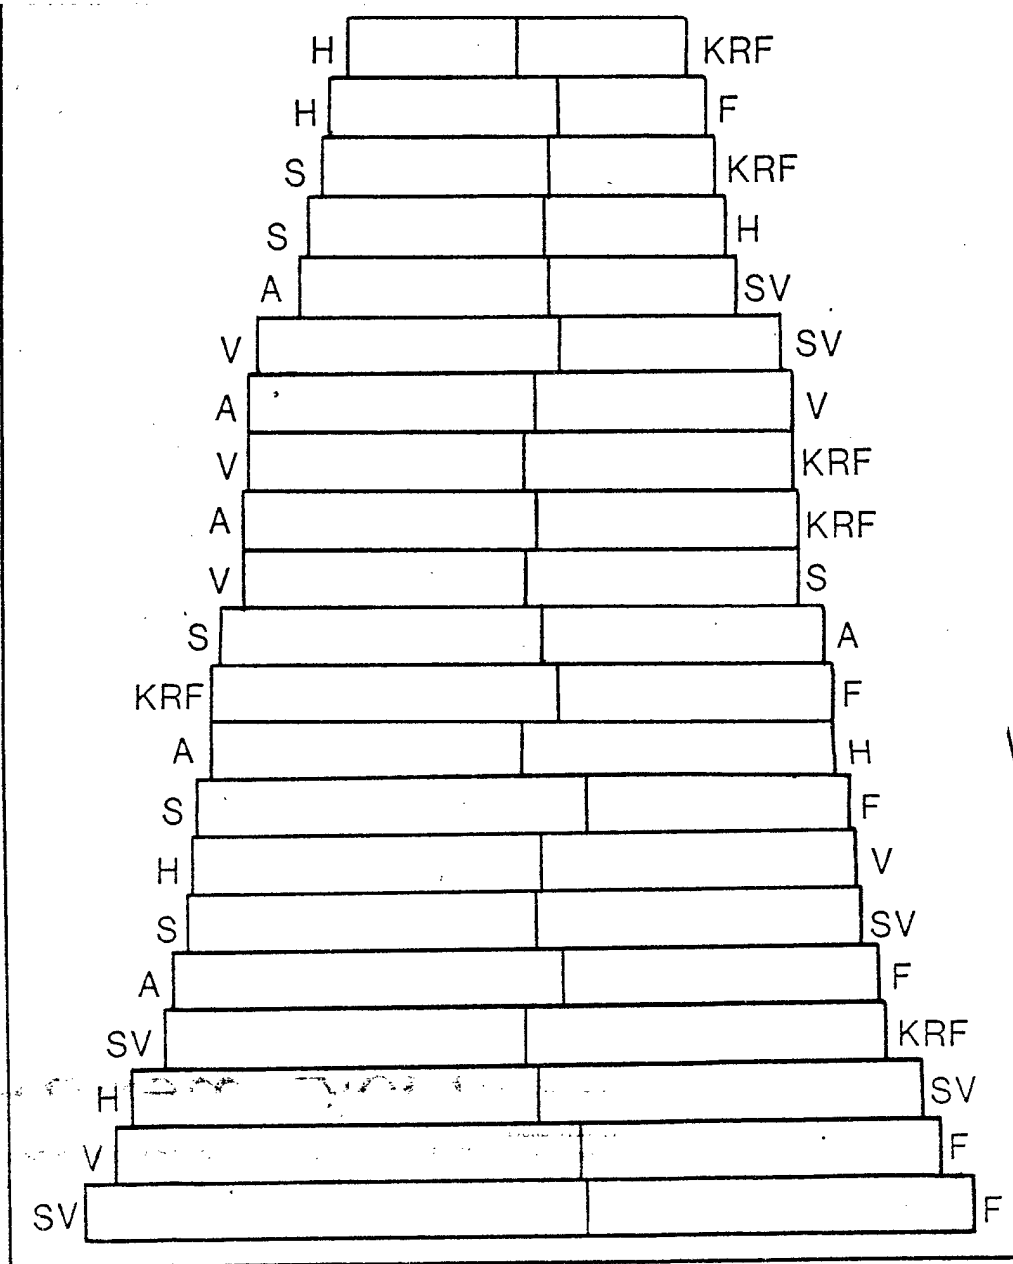 H KRF
H F
S KRF
S H
A SV
V SV
A V
V KRF
A KRF
V S
S A
KRF F
A H
S F
H V
S SV
A F
SV KRF
H SV
V F
SV F